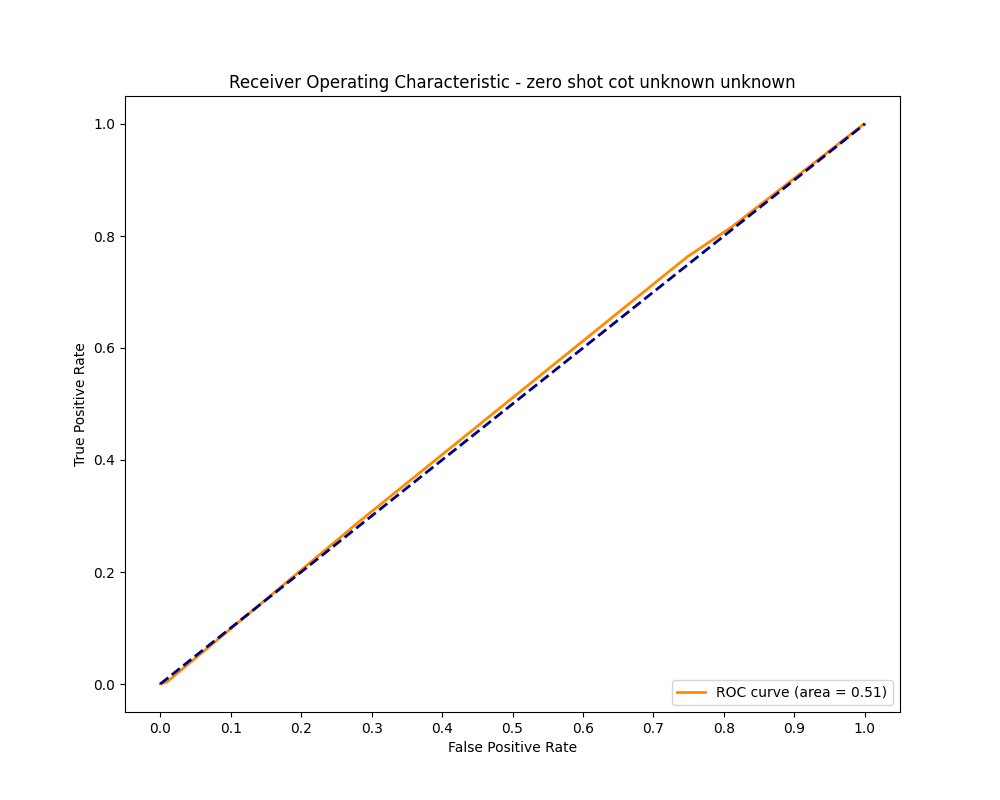 Receiver Operating Characteristic - zero shot cot unknown unknown
1.0
0.8
0.6
0.4
0.2
0.0
True Positive Rate
ROC curve (area = 0.51)
0.0 0.1 0.2 0.3 0.4 0.5 0.6 0.7 0.8 0.9 1.0
False Positive Rate